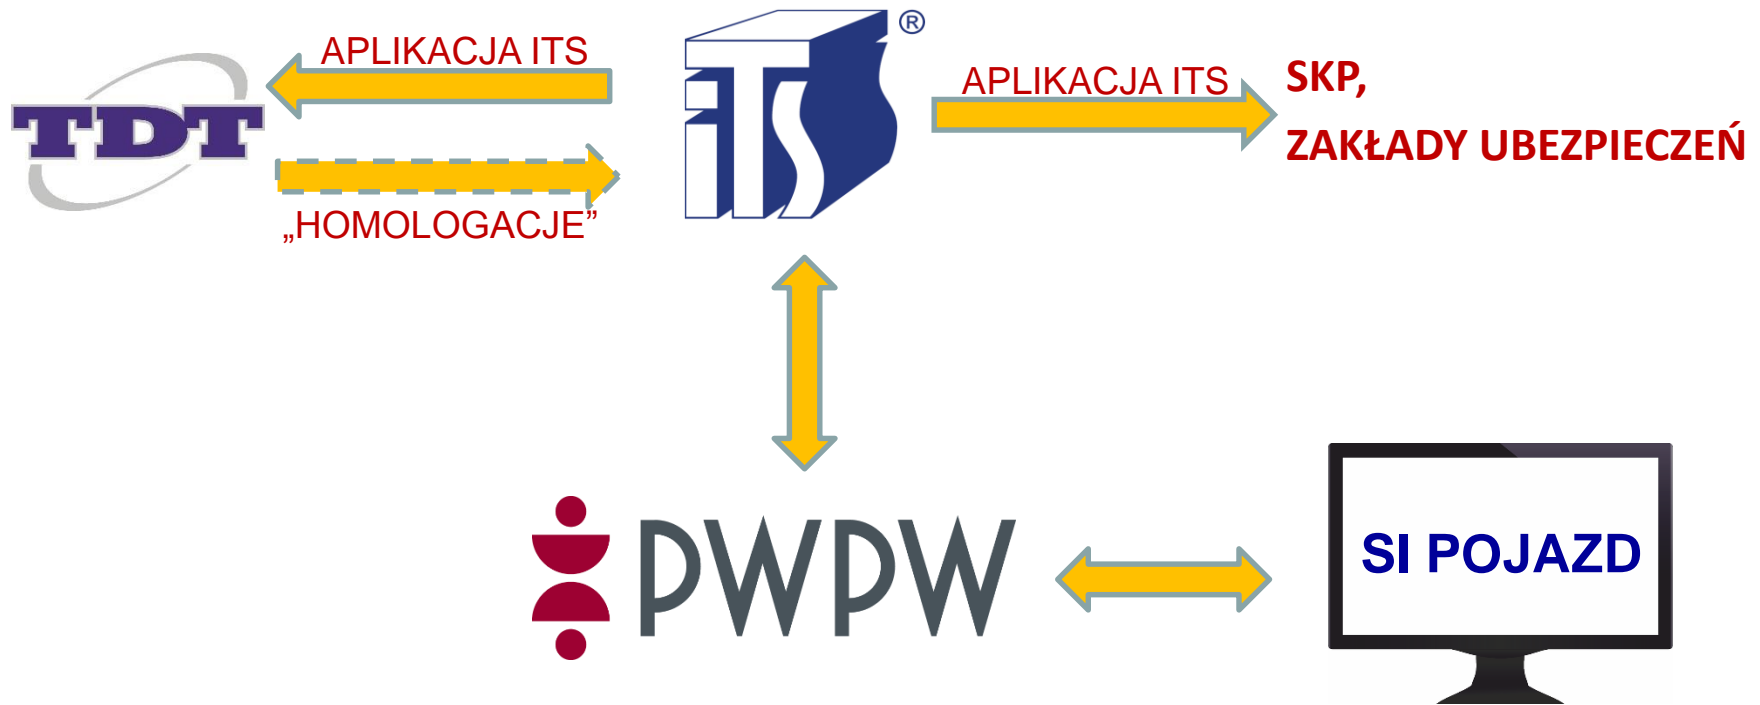 APLIKACJA ITS
TDT
„HOMOLOGACJE”
iTS®
APLIKACJA ITS
SKP,
ZAKŁADY UBEZPIECZEŃ
PWPW
SI POJAZD